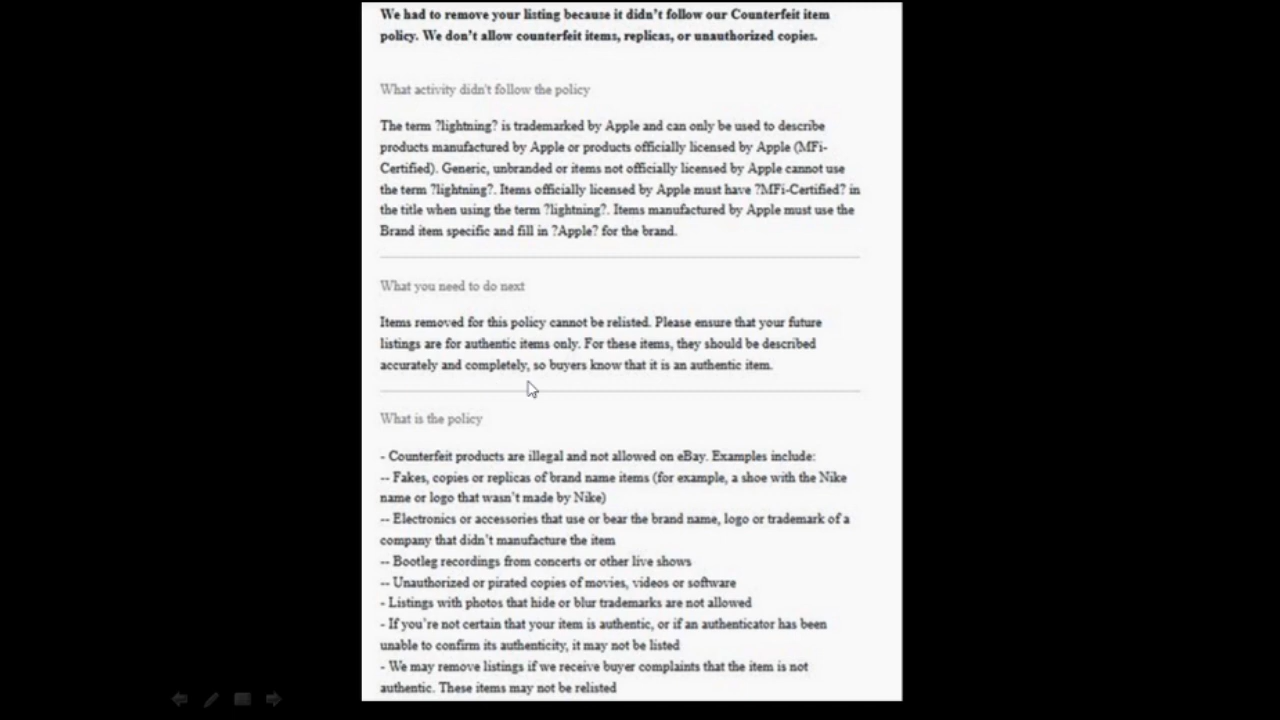 We had to remove your listing because it didn't follow our Counterfeit item
policy. We don't allow counterfeit items, replicas, or unauthorized copies.
What activity didn't follow the policy
The term ?lightning? is trademarked by Apple and can only be used to describe
products manufactured by Apple or products officially licensed by Apple (MFi-
Certified). Generic, unbranded or items not officially licensed by Apple cannot use
the term ?lightning?. Items officially licensed by Apple must have ?MFi-Certified? in
the title when using the term ?lightning?. Items manufactured by Apple must use the
Brand item specific and fill in ?Apple? for the brand.
What you need to do next
Items removed for this policy cannot be relisted. Please ensure that your future
listings are for authentic items only. For these items, they should be described
accurately and completely, so buyers know that it is an authentic item.
What is the policy
- Counterfeit products are illegal and not allowed on eBay. Examples include:
-- Fakes, copies or replicas of brand name items (for example, a shoe with the Nike
name or logo that wasn't made by Nike)
-- Electronics or accessories that use or bear the brand name, logo or trademark of a
company that didn't manufacture the item
-- Bootleg recordings from concerts or other live shows
-- Unauthorized or pirated copies of movies, videos or software
- Listings with photos that hide or blur trademarks are not allowed
- If you're not certain that your item is authentic, or if an authenticator has been
unable to confirm its authenticity, it may not be listed
- We may remove listings if we receive buyer complaints that the item is not
authentic. These items may not be relisted